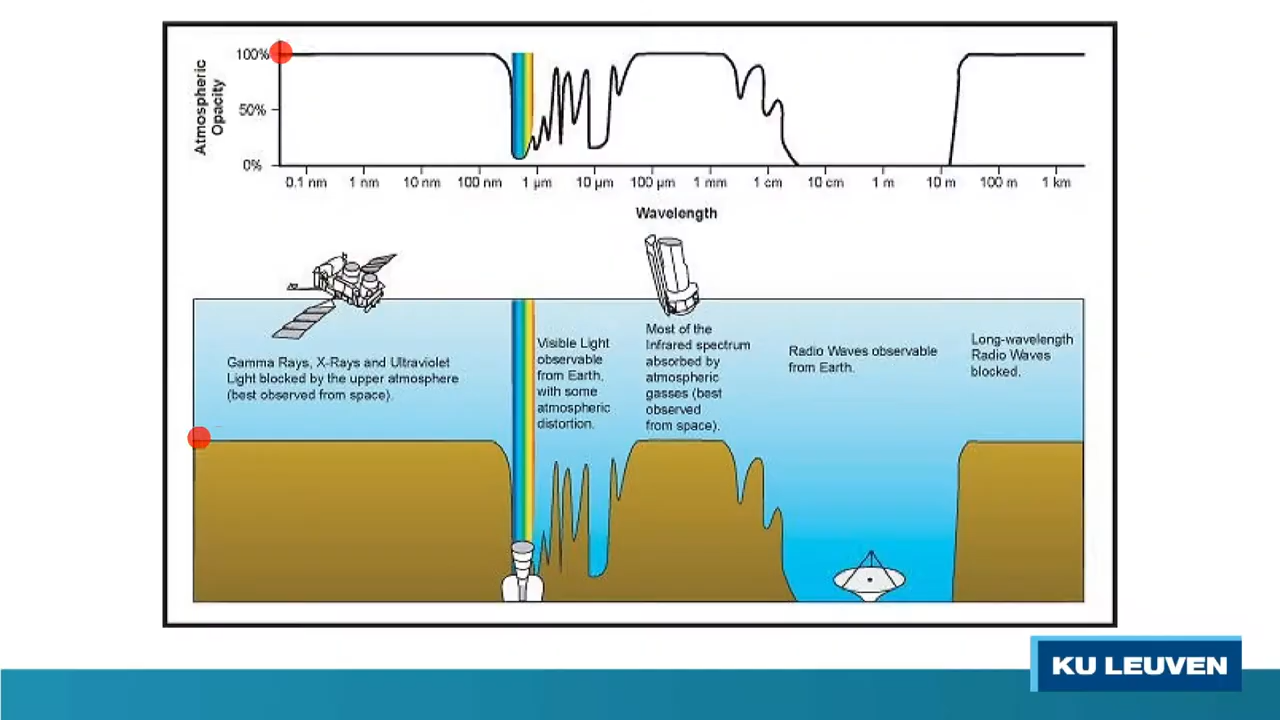 100%
50%
0%
Atmospheric
Opacity
0.1 nm 1 nm 10 nm 100 nm 1 µm 10 µm 100 µm 1 mm 1 cm 10 cm 1 m 10 m 100 m 1 km
Wavelength
Gamma Rays, X-Rays and Ultraviolet
Light blocked by the upper atmosphere
(best observed from space).
Visible Light
observable
from Earth,
with some
atmospheric
distortion.
Most of the
Infrared spectrum
absorbed by
atmospheric
gasses (best
observed
from space).
Radio Waves observable
from Earth.
Long-wavelength
Radio Waves
blocked.
KU LEUVEN